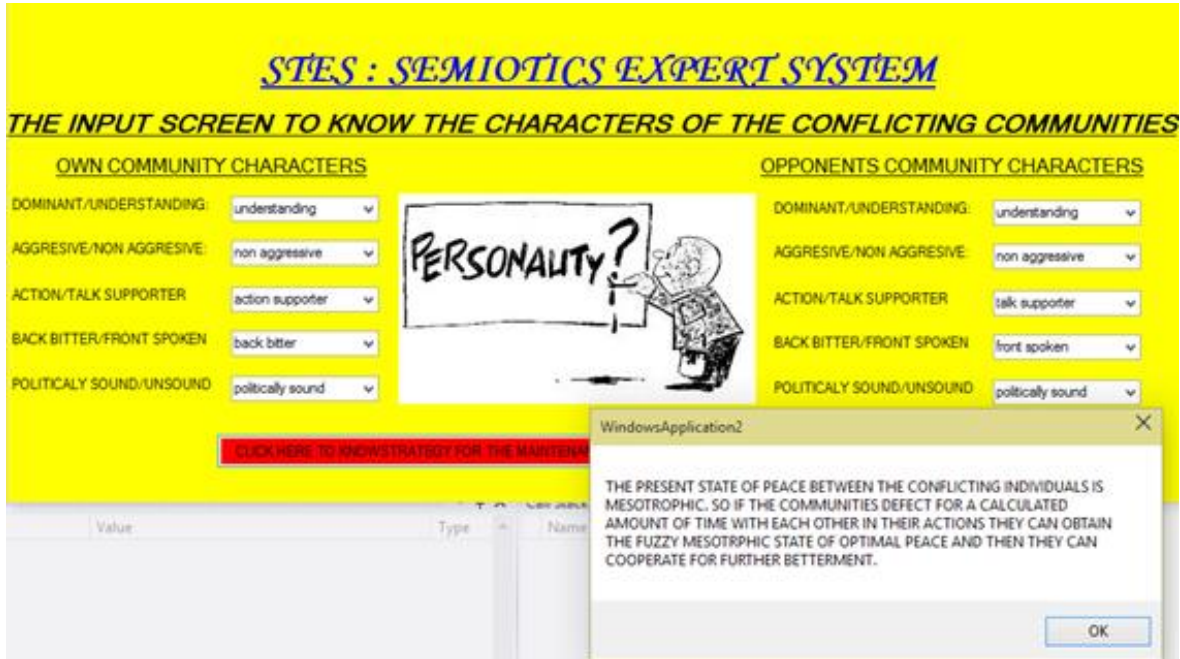 STES : SEMIOTICS EXPERT SYSTEM
THE INPUT SCREEN TO KNOW THE CHARACTERS OF THE CONFLICTING COMMUNITIES
OWN COMMUNITY CHARACTERS
DOMINANT/UNDERSTANDING: understanding
AGGRESIVE/NON AGGRESIVE: non aggressive
ACTION/TALK SUPPORTER action supporter
BACK BITTER/FRONT SPOKEN back bitter
POLITICALY SOUND/UNSOUND politically sound
PERSONALITY?
OPPONENTS COMMUNITY CHARACTERS
DOMINANT/UNDERSTANDING: understanding
AGGRESIVE/NON AGGRESIVE: non aggressive
ACTION/TALK SUPPORTER talk supporter
BACK BITTER/FRONT SPOKEN front spoken
POLITICALY SOUND/UNSOUND politically sound
CLICK HERE TO KNOWSTRATEGY FOR THE
WindowsApplication2
THE PRESENT STATE OF PEACE BETWEEN THE CONFLICTING INDIVIDUALS IS
MESOTROPHIC. SO IF THE COMMUNITIES DEFECT FOR A CALCULATED
AMOUNT OF TIME WITH EACH OTHER IN THEIR ACTIONS THEY CAN OBTAIN
THE FUZZY MESOTRPHIC STATE OF OPTIMAL PEACE AND THEN THEY CAN
COOPERATE FOR FURTHER BETTERMENT.
OK
Value Type Name